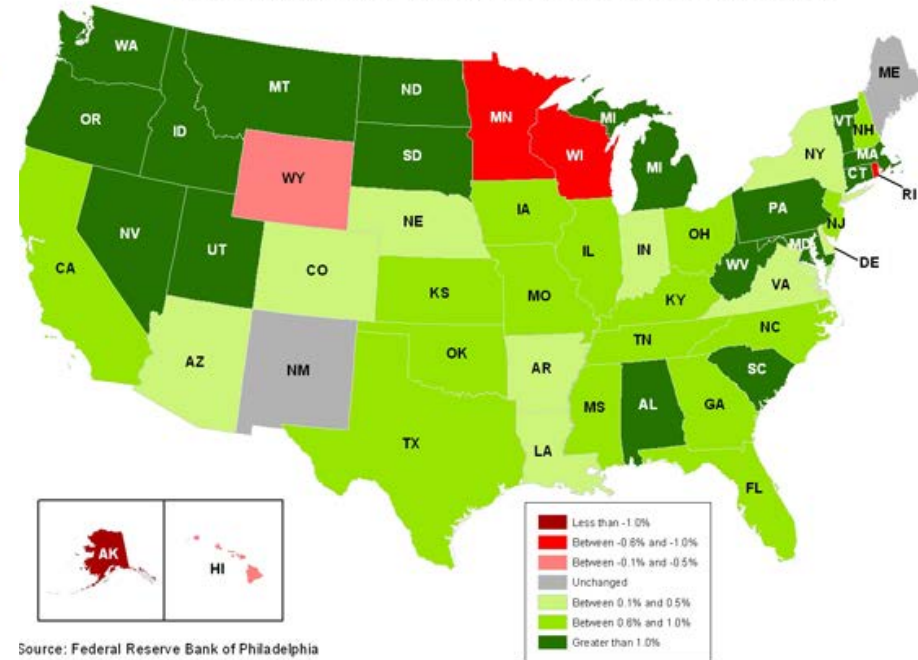 WA
MT
ND
MN
ME
OR
ID
SD
WI
MI
MI
VT
NH
NY
MA
CT
RI
WY
IA
NE
PA
NJ
NV
UT
CO
IL
IN
OH
MD
DE
CA
WV
VA
KS
MO
KY
NC
TN
AZ
NM
OK
AR
SC
MS
AL
GA
TX
LA
FL
AK
HI
Less than -1.0%
Between -0.6% and -1.0%
Between -0.1% and -0.5%
Unchanged
Between 0.1% and 0.5%
Between 0.6% and 1.0%
Greater than 1.0%
Source: Federal Reserve Bank of Philadelphia